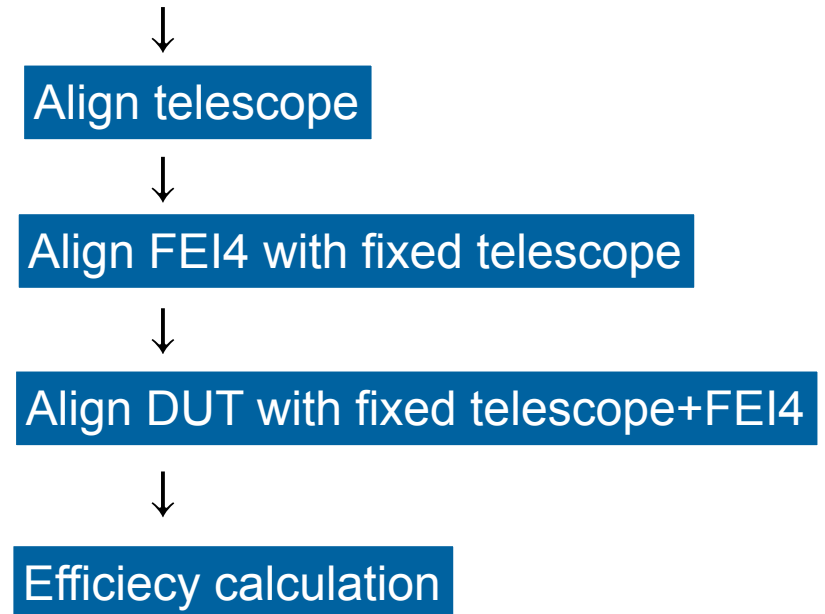 Align telescope
Align FEI4 with fixed telescope
Align DUT with fixed telescope+FEI4
Efficiecy calculation